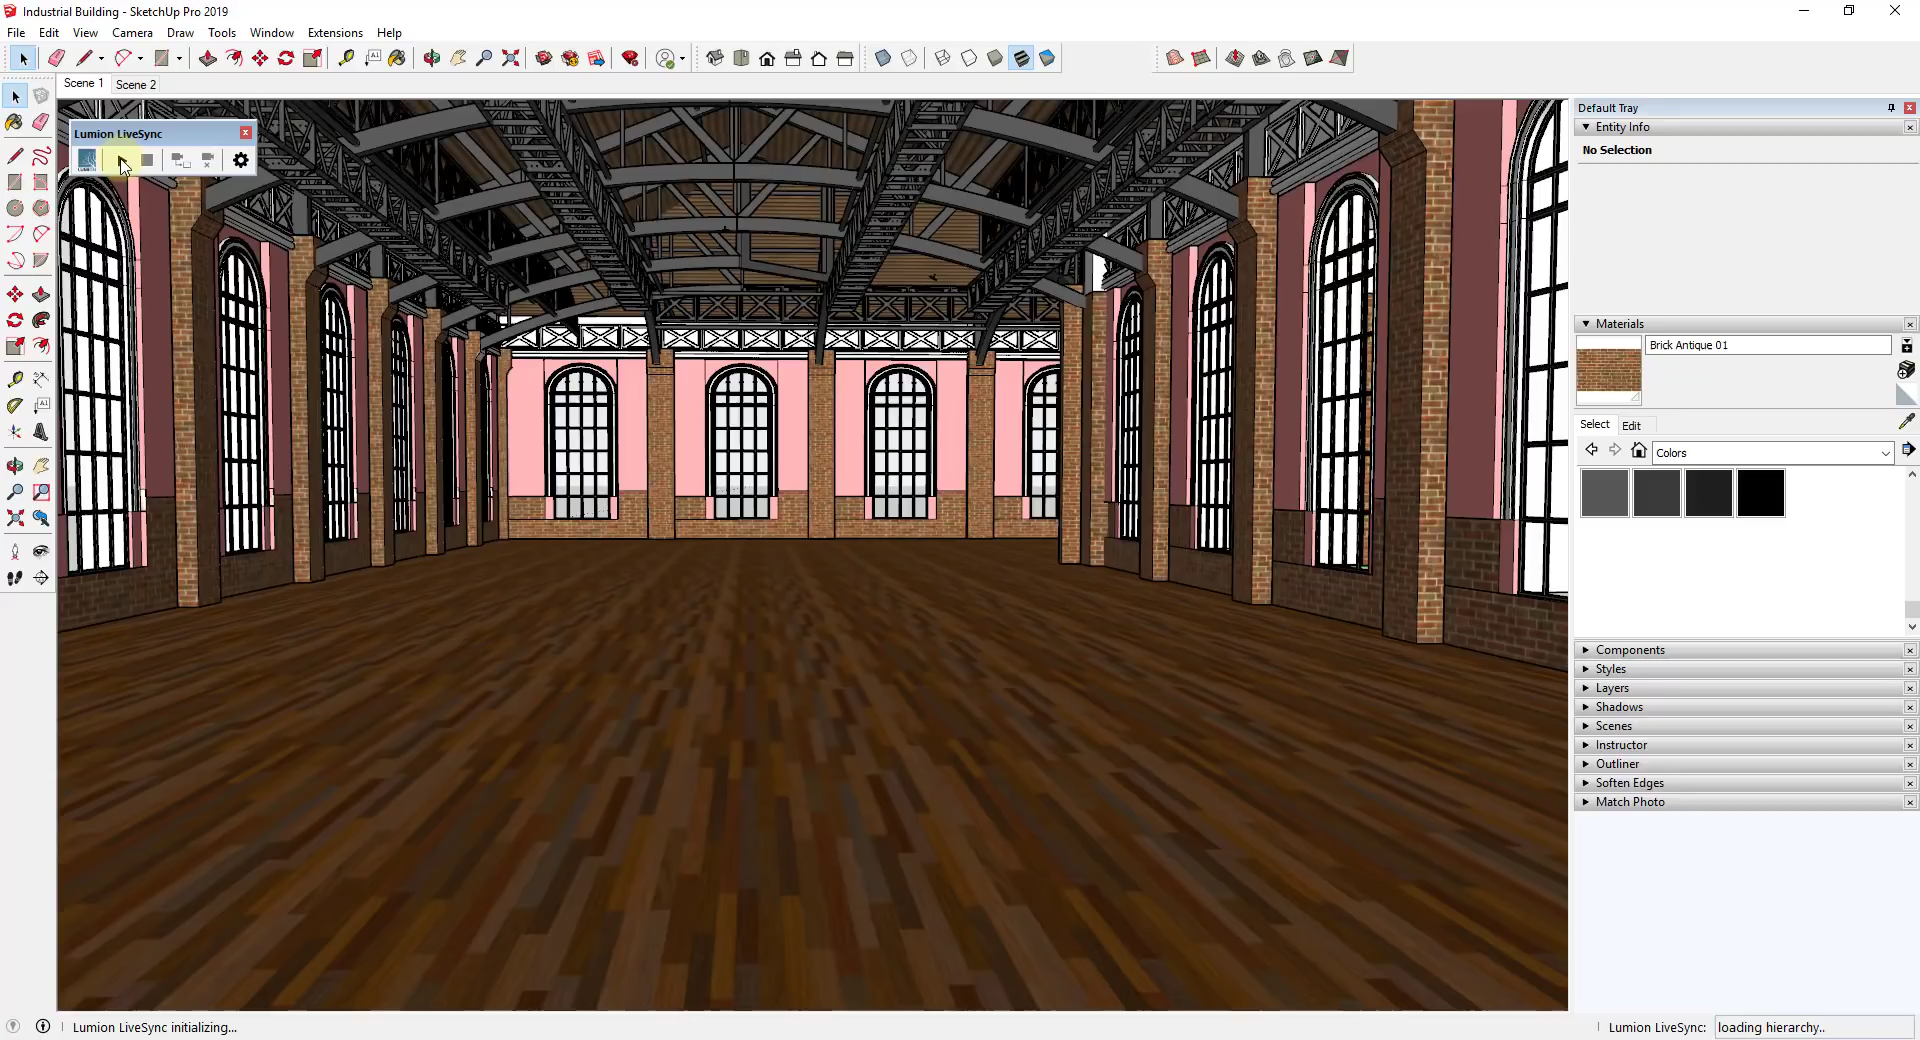 Industrial Building - SketchUp Pro 2019
File Edit View Camera Draw Tools Window Extensions Help
Scene 1 Scene 2
Lumion LiveSync
Default Tray
Entity Info
No Selection
Materials
Brick Antique 01
Select Edit
Colors
Components
Styles
Layers
Shadows
Scenes
Instructor
Outliner
Soften Edges
Match Photo
Lumion LiveSync initializing...
Lumion LiveSync: loading hierarchy..